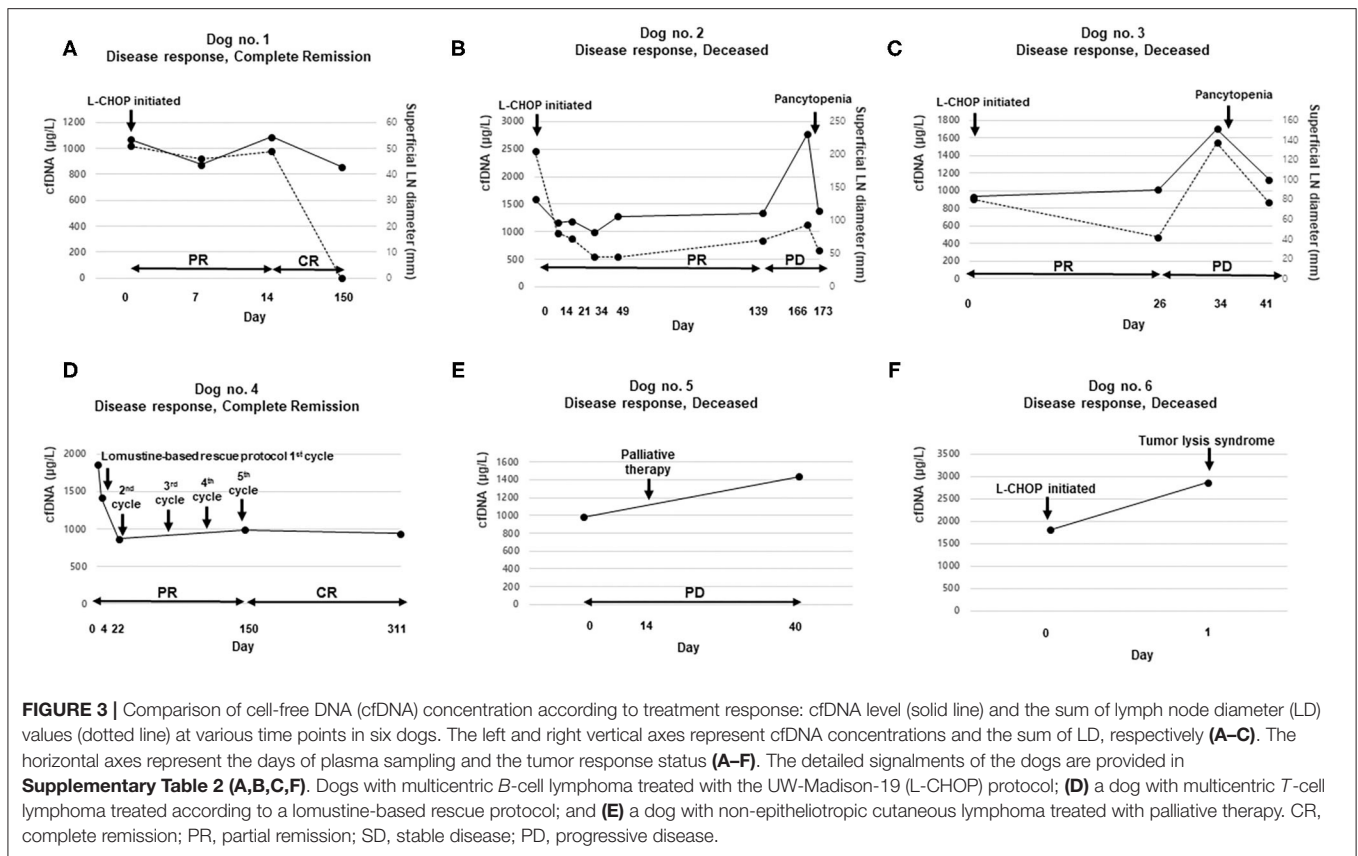 A
Dog no. 1
Disease response, Complete Remission
L-CHOP initiated
cfDNA (µg/L)
1200
1000
800
600
400
200
0
60
50
40
30
20
10
0
Superficial LN diameter (mm)
PR
CR
0 7 14 150
Day
B
Dog no. 2
Disease response, Deceased
L-CHOP initiated
Pancytopenia
cfDNA (µg/L)
3000
2500
2000
1500
1000
500
0
250
200
150
100
50
0
Superficial LN diameter (mm)
PR
PD
0 14 21 34 49 139 166 173
Day
C
Dog no. 3
Disease response, Deceased
L-CHOP initiated
Pancytopenia
cfDNA (µg/L)
1800
1600
1400
1200
1000
800
600
400
200
0
160
140
120
100
80
60
40
20
0
Superficial LN diameter (mm)
PR
PD
0 26 34 41
Day
D
Dog no. 4
Disease response, Complete Remission
Lomustine-based rescue protocol 1st cycle
2nd cycle
3rd cycle
4th cycle
5th cycle
cfDNA (µg/L)
2000
1500
1000
500
0
PR
CR
0 4 22 150 311
Day
E
Dog no. 5
Disease response, Deceased
Palliative
therapy
cfDNA (µg/L)
1600
1400
1200
1000
800
600
400
200
0
PD
0 14 40
Day
F
Dog no. 6
Disease response, Deceased
Tumor lysis syndrome
L-CHOP initiated
cfDNA (µg/L)
3500
3000
2500
2000
1500
1000
500
0
0 1
Day
FIGURE 3 | Comparison of cell-free DNA (cfDNA) concentration according to treatment response: cfDNA level (solid line) and the sum of lymph node diameter (LD)
values (dotted line) at various time points in six dogs. The left and right vertical axes represent cfDNA concentrations and the sum of LD, respectively (A–C). The
horizontal axes represent the days of plasma sampling and the tumor response status (A–F). The detailed signalments of the dogs are provided in
Supplementary Table 2 (A,B,C,F). Dogs with multicentric B-cell lymphoma treated with the UW-Madison-19 (L-CHOP) protocol; (D) a dog with multicentric T-cell
lymphoma treated according to a lomustine-based rescue protocol; and (E) a dog with non-epitheliotropic cutaneous lymphoma treated with palliative therapy. CR,
complete remission; PR, partial remission; SD, stable disease; PD, progressive disease.